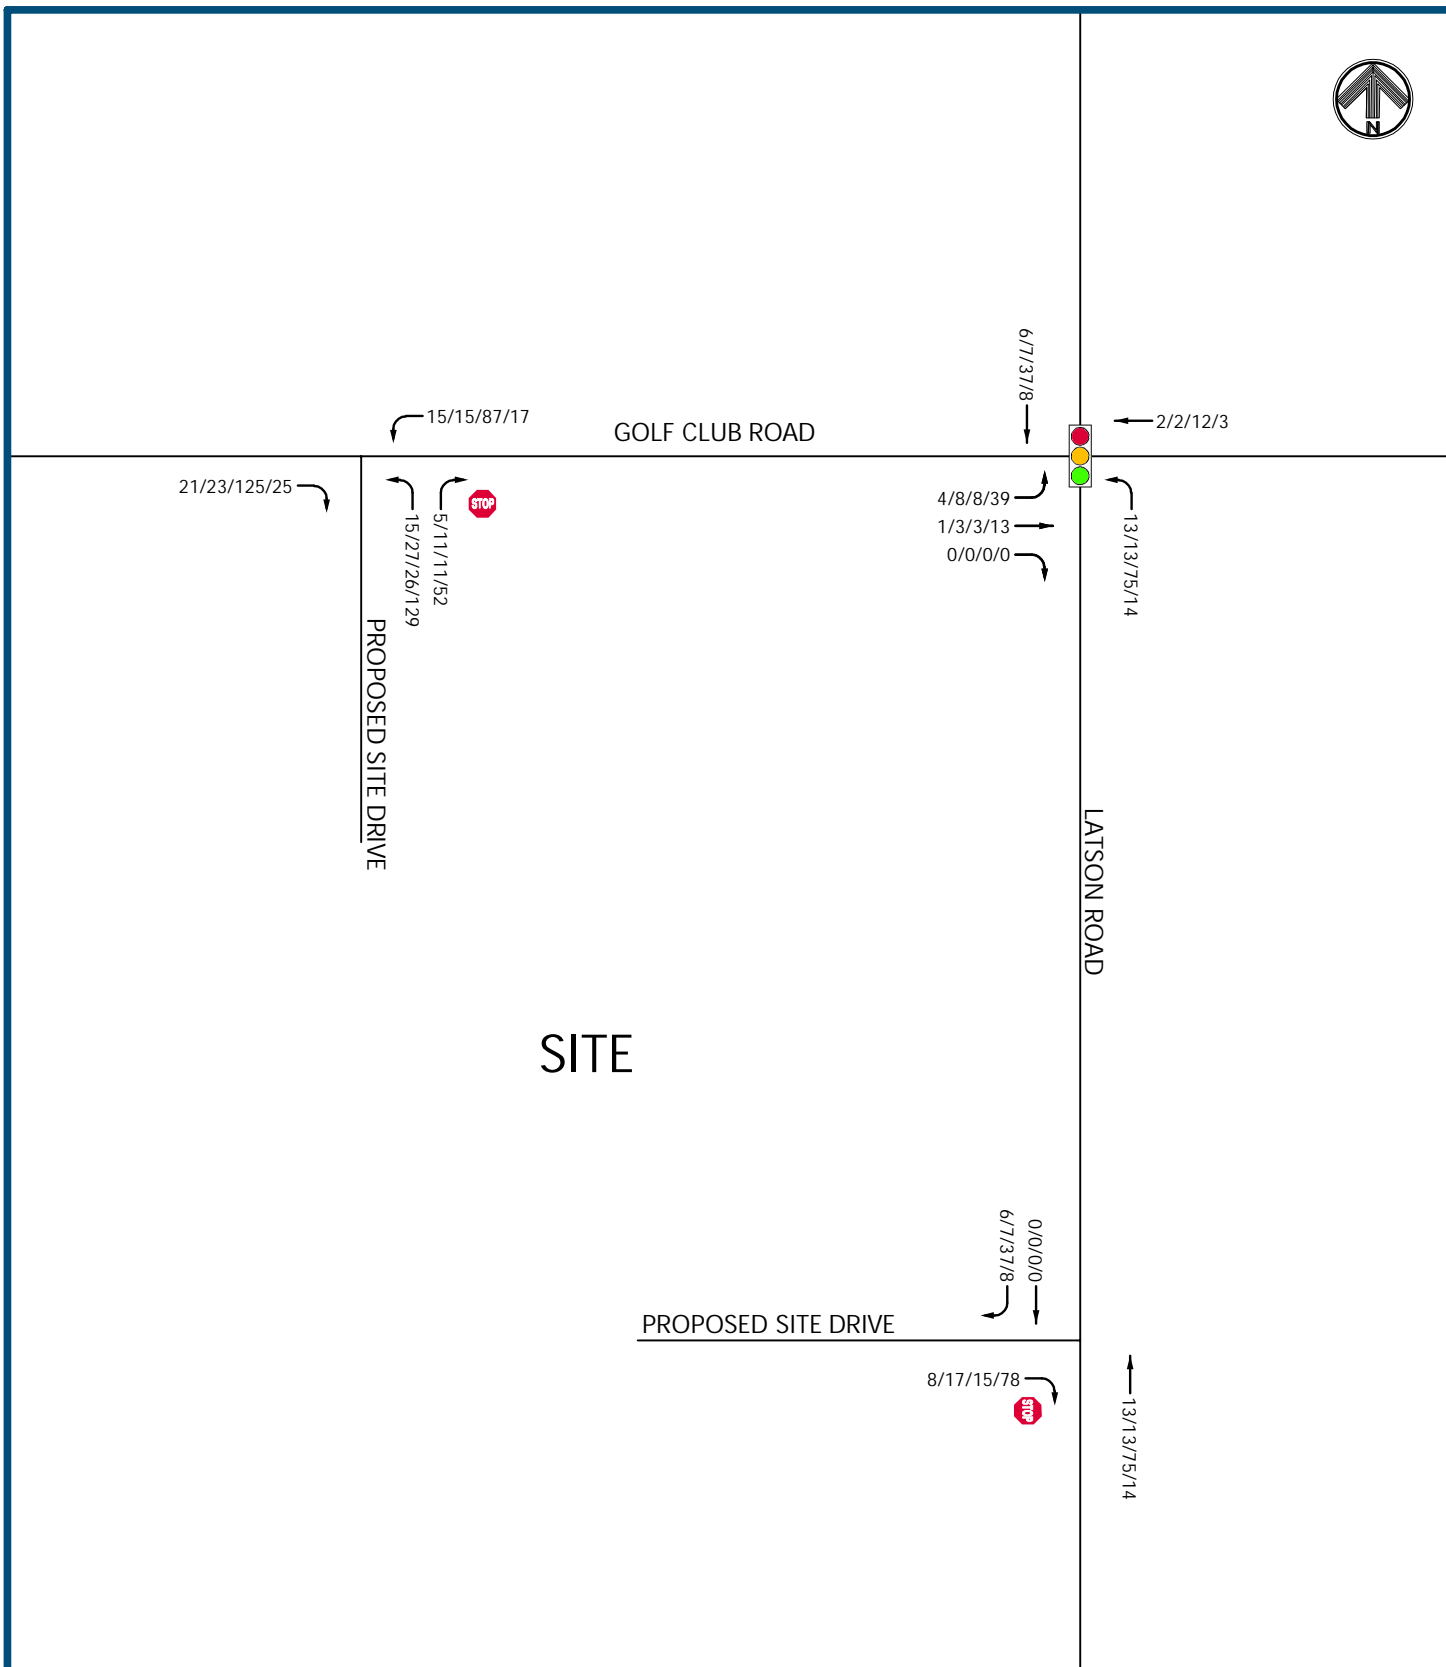 N
6/7/37/8
15/15/87/17
GOLF CLUB ROAD
2/2/12/3
21/23/125/25
STOP
4/8/8/39
1/3/3/13
0/0/0/0
15/27/26/129
5/11/11/52
13/13/75/14
PROPOSED SITE DRIVE
LATSON ROAD
SITE
6/7/37/8
0/0/0/0
PROPOSED SITE DRIVE
8/17/15/78
STOP
13/13/75/14